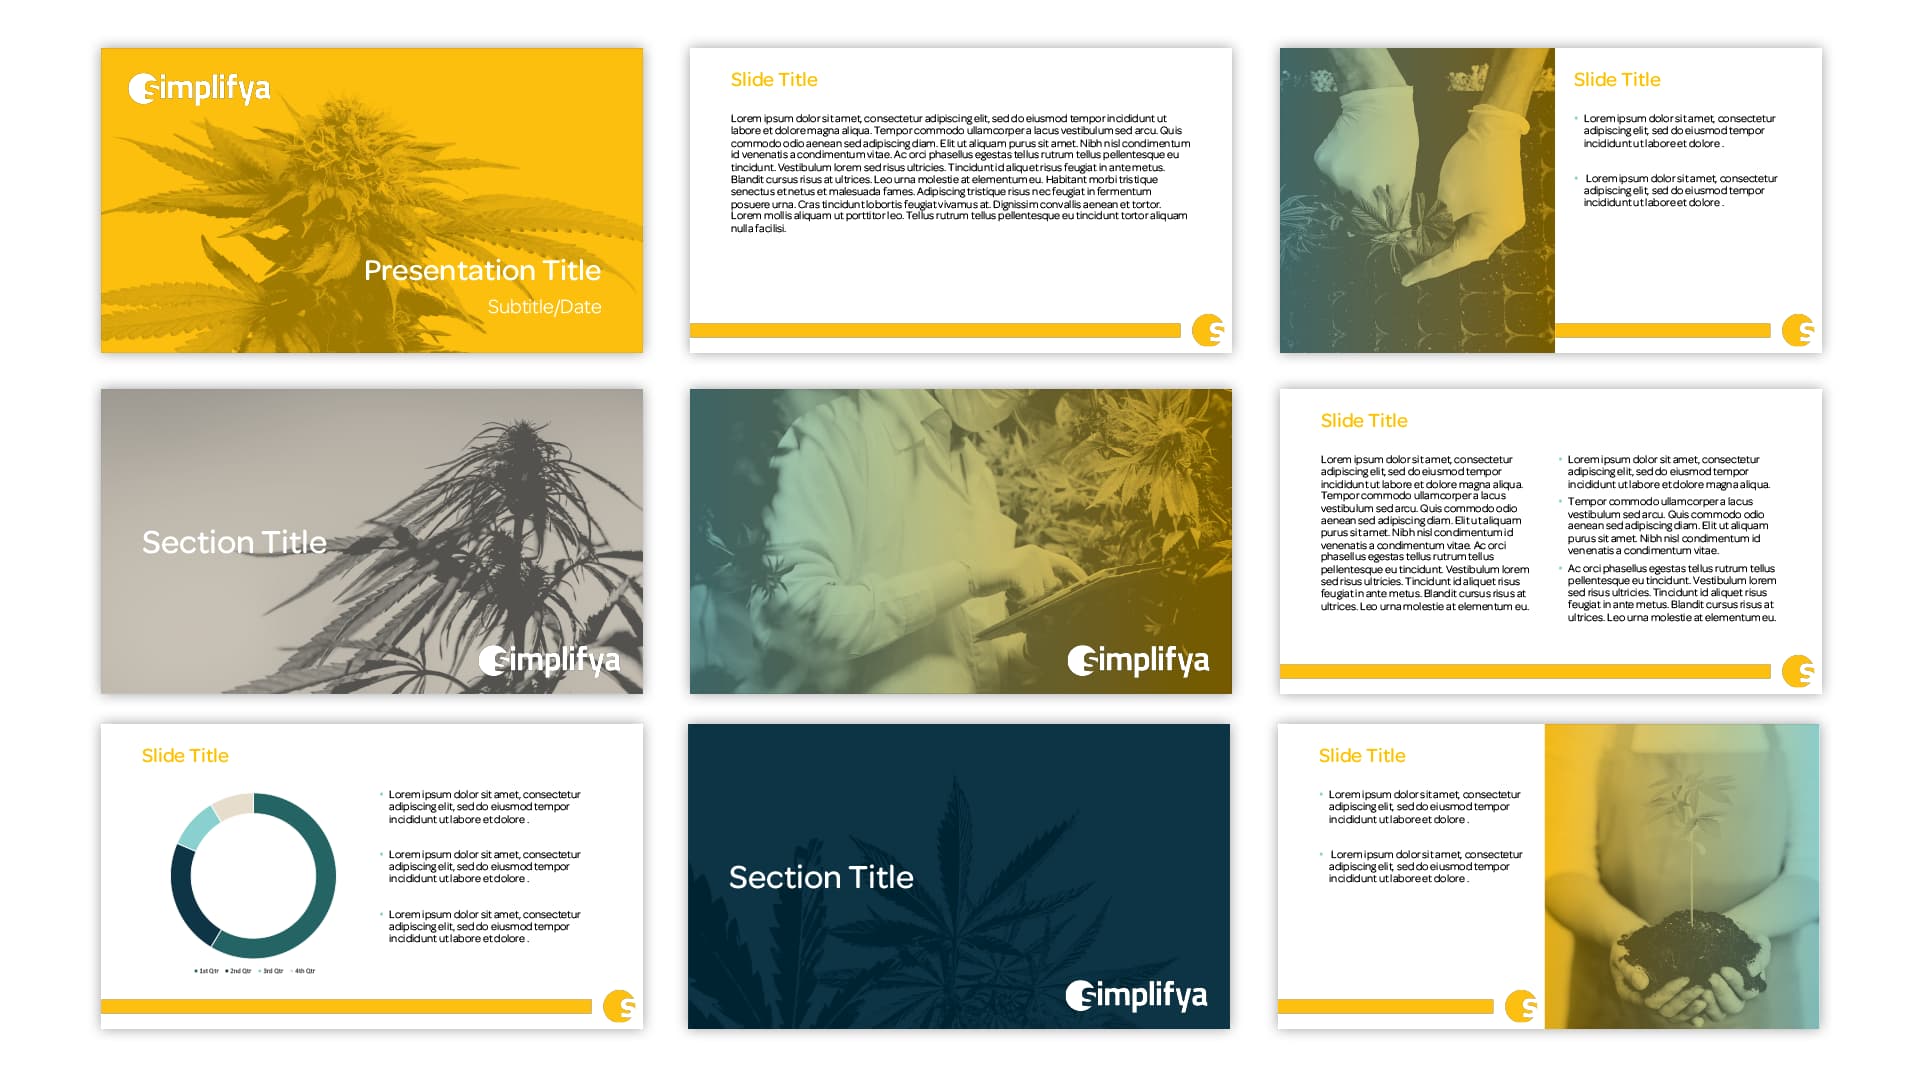 simplifya
Presentation Title
Subtitle/Date
Slide Title
Lorem ipsum dolor sit amet, consectetur adipiscing elit, sed do eiusmod tempor incididunt ut
labore et dolore magna aliqua. Tempor commodo ullamcorper a lacus vestibulum sed arcu. Quis
commodo odio aenean sed adipiscing diam. Elit ut aliquam purus sit amet. Nibh nisl condimentum
id venenatis a condimentum vitae. Ac orci phasellus egestas tellus rutrum tellus pellentesque eu
tincidunt. Vestibulum lorem sed risus ultricies. Tincidunt id aliquet risus feugiat in ante metus.
Blandit cursus risus at ultrices. Leo urna molestie at elementum eu. Habitant morbi tristique
senectus et netus et malesuada fames. Adipiscing tristique risus nec feugiat in fermentum
posuere urna. Cras tincidunt lobortis feugiat vivamus at. Dignissim convallis aenean et tortor.
Lorem mollis aliquam ut porttitor leo. Tellus rutrum tellus pellentesque eu tincidunt tortor aliquam
nulla facilisi.
s
Slide Title
• Lorem ipsum dolor sit amet, consectetur
adipiscing elit, sed do eiusmod tempor
incididunt ut labore et dolore .
• Lorem ipsum dolor sit amet, consectetur
adipiscing elit, sed do eiusmod tempor
incididunt ut labore et dolore .
s
Section Title
simplifya
simplifya
Slide Title
Lorem ipsum dolor sit amet, consectetur
adipiscing elit, sed do eiusmod tempor
incididunt ut labore et dolore magna aliqua.
Tempor commodo ullamcorper a lacus
vestibulum sed arcu. Quis commodo odio
aenean sed adipiscing diam. Elit ut aliquam
purus sit amet. Nibh nisl condimentum id
venenatis a condimentum vitae. Ac orci
phasellus egestas tellus rutrum tellus
pellentesque eu tincidunt. Vestibulum lorem
sed risus ultricies. Tincidunt id aliquet risus
feugiat in ante metus. Blandit cursus risus at
ultrices. Leo urna molestie at elementum eu.
• Lorem ipsum dolor sit amet, consectetur
adipiscing elit, sed do eiusmod tempor
incididunt ut labore et dolore magna aliqua.
• Tempor commodo ullamcorper a lacus
vestibulum sed arcu. Quis commodo odio
aenean sed adipiscing diam. Elit ut aliquam
purus sit amet. Nibh nisl condimentum id
venenatis a condimentum vitae.
• Ac orci phasellus egestas tellus rutrum tellus
pellentesque eu tincidunt. Vestibulum lorem
sed risus ultricies. Tincidunt id aliquet risus
feugiat in ante metus. Blandit cursus risus at
ultrices. Leo urna molestie at elementum eu.
s
Slide Title
1st Qtr 2nd Qtr 3rd Qtr 4th Qtr
• Lorem ipsum dolor sit amet, consectetur
adipiscing elit, sed do eiusmod tempor
incididunt ut labore et dolore .
• Lorem ipsum dolor sit amet, consectetur
adipiscing elit, sed do eiusmod tempor
incididunt ut labore et dolore .
• Lorem ipsum dolor sit amet, consectetur
adipiscing elit, sed do eiusmod tempor
incididunt ut labore et dolore .
s
Section Title
simplifya
Slide Title
• Lorem ipsum dolor sit amet, consectetur
adipiscing elit, sed do eiusmod tempor
incididunt ut labore et dolore .
• Lorem ipsum dolor sit amet, consectetur
adipiscing elit, sed do eiusmod tempor
incididunt ut labore et dolore .
s